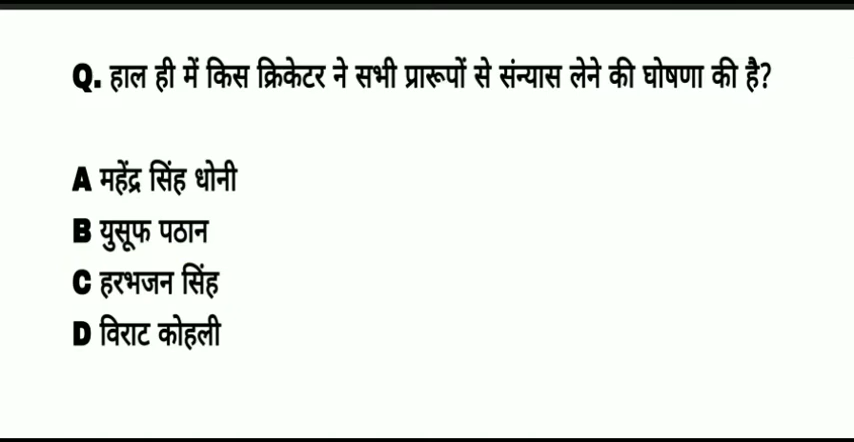 Q. हाल ही में किस क्रिकेटर ने सभी प्रारूपों से संन्यास लेने की घोषणा की है?
A महेंद्र सिंह धोनी
B युसूफ पठान
C हरभजन सिंह
D विराट कोहली